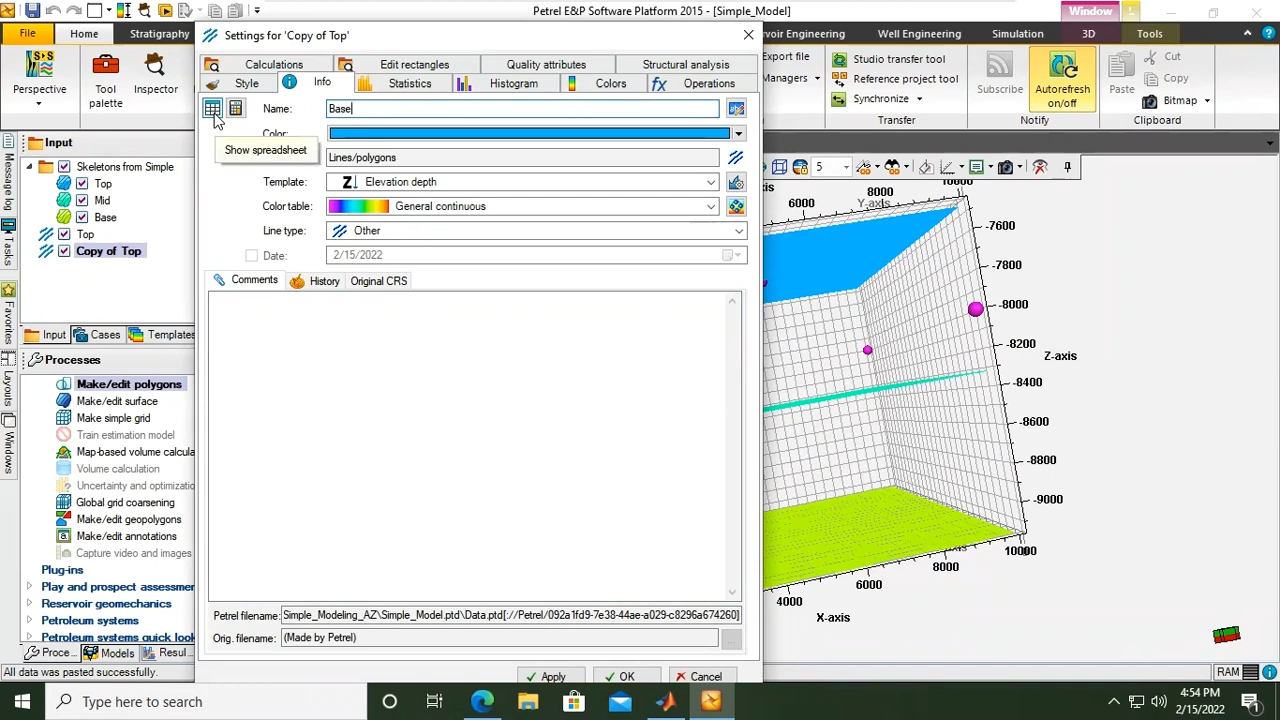 Petrel E&P Software Platform 2015 - [Simple_Model]
Window
File
Home
Stratigraphy
Reservoir Engineering
Well Engineering
Simulation
3D
Tools
Perspective
Tool palette
Inspector
Export file
Managers
Studio transfer tool
Reference project tool
Synchronize
Transfer
Subscribe
Autorefresh on/off
Notify
Paste
Cut
Copy
Bitmap
Clipboard
Settings for 'Copy of Top'
Calculations
Edit rectangles
Quality attributes
Structural analysis
Style
Info
Statistics
Histogram
Colors
Operations
Name:
Base
Color:
Show spreadsheet
Lines/polygons
Template:
Elevation depth
Color table:
General continuous
Line type:
Other
Date:
2/15/2022
Comments
History
Original CRS
Petrel filename:
Simple_Modeling_AZ\Simple_Model.ptd\Data.ptd[://Petrel/092a1fd9-7e38-44ae-a029-c8296a674260]
Orig. filename:
(Made by Petrel)
Apply
OK
Cancel
Message log
Tasks
Favorites
Layouts
Windows
Input
Skeletons from Simple
Top
Mid
Base
Top
Copy of Top
Input
Cases
Templates
Processes
Make/edit polygons
Make/edit surface
Make simple grid
Train estimation model
Map-based volume calcula
Volume calculation
Uncertainty and optimizatio
Global grid coarsening
Make/edit geopolygons
Make/edit annotations
Capture video and images
Plug-ins
Play and prospect assessmer
Reservoir geomechanics
Petroleum systems
Petroleum systems quick look
Proce...
Models
Resul...
All data was pasted successfully.
5
6000
8000
10000
Y-axis
-7600
-7800
-8000
-8200
Z-axis
-8400
-8600
-8800
-9000
10000
8000
6000
4000
X-axis
RAM
Type here to search
4:54 PM
2/15/2022
1